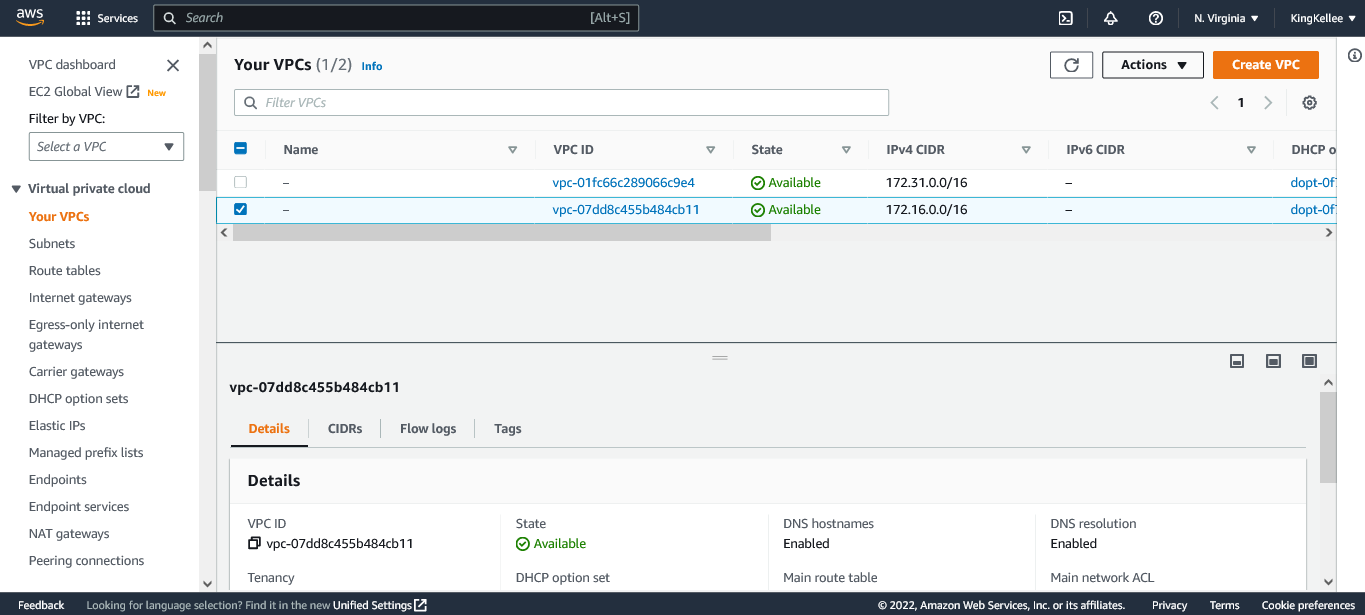 aws Services Search [Alt+S] N. Virginia KingKellee
VPC dashboard
EC2 Global View New
Filter by VPC:
Select a VPC
Virtual private cloud
Your VPCs
Subnets
Route tables
Internet gateways
Egress-only internet
gateways
Carrier gateways
DHCP option sets
Elastic IPs
Managed prefix lists
Endpoints
Endpoint services
NAT gateways
Peering connections
Your VPCs (1/2) Info Actions Create VPC
Filter VPCs 1
Name VPC ID State IPv4 CIDR IPv6 CIDR DHCP o
– vpc-01fc66c289066c9e4 Available 172.31.0.0/16 – dopt-0f7
– vpc-07dd8c455b484cb11 Available 172.16.0.0/16 – dopt-0f7
vpc-07dd8c455b484cb11
Details CIDRs Flow logs Tags
Details
VPC ID State DNS hostnames DNS resolution
vpc-07dd8c455b484cb11 Available Enabled Enabled
Tenancy DHCP option set Main route table Main network ACL
Feedback Looking for language selection? Find it in the new Unified Settings © 2022, Amazon Web Services, Inc. or its affiliates. Privacy Terms Cookie preferences